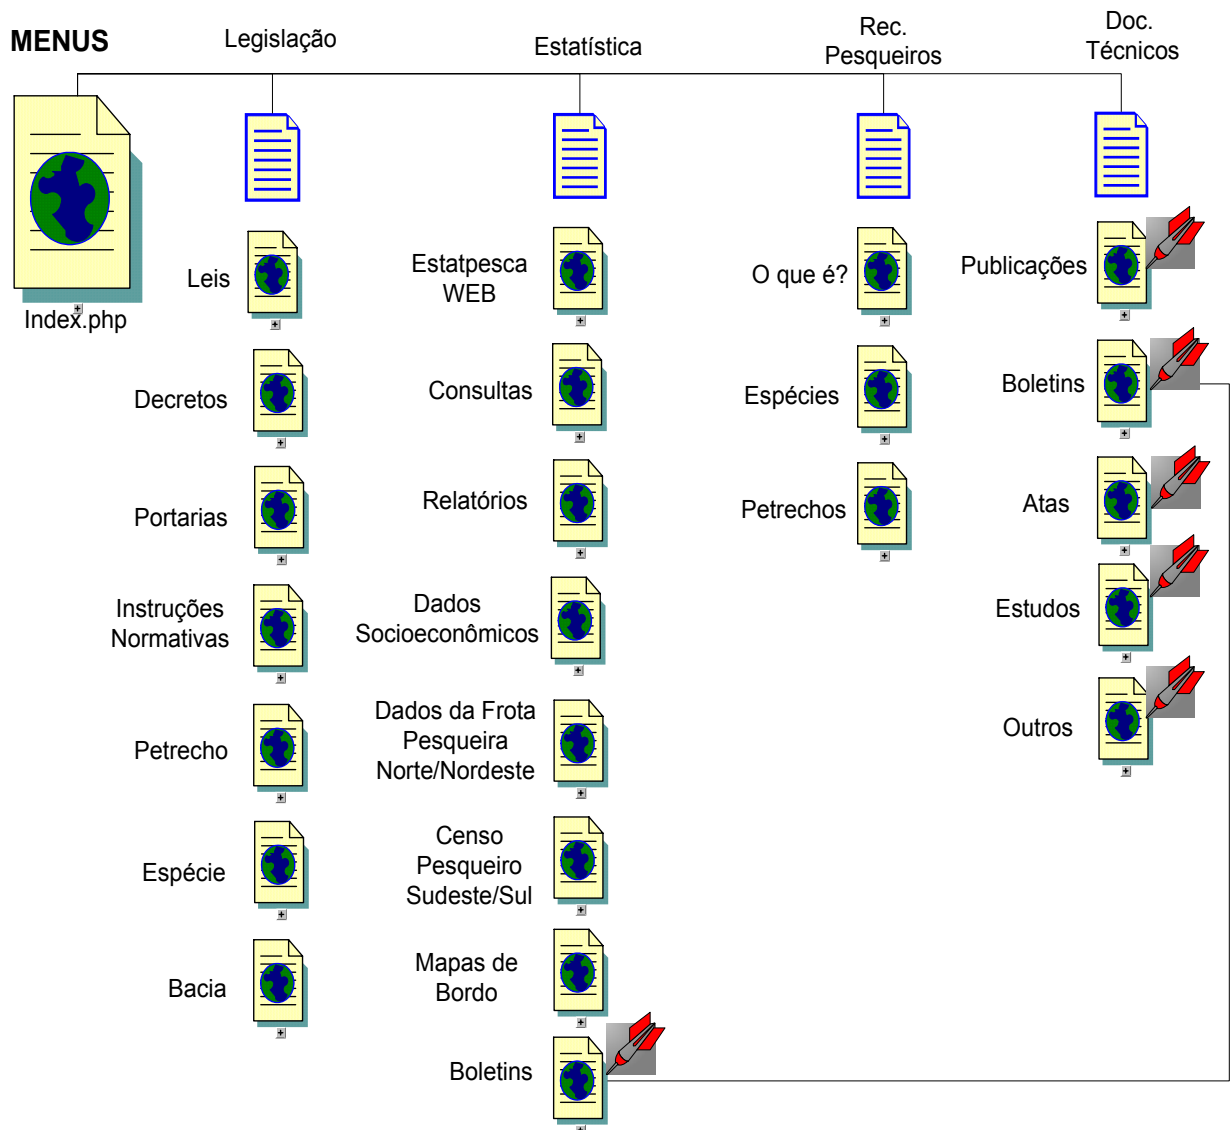 MENUS
Legislação
Estatística
Rec.
Pesqueiros
Doc.
Técnicos
Index.php
Leis
Decretos
Portarias
Instruções
Normativas
Petrecho
Espécie
Bacia
Estatpesca
WEB
Consultas
Relatórios
Dados
Socioeconômicos
Dados da Frota
Pesqueira
Norte/Nordeste
Censo
Pesqueiro
Sudeste/Sul
Mapas de
Bordo
Boletins
O que é?
Espécies
Petrechos
Publicações
Boletins
Atas
Estudos
Outros